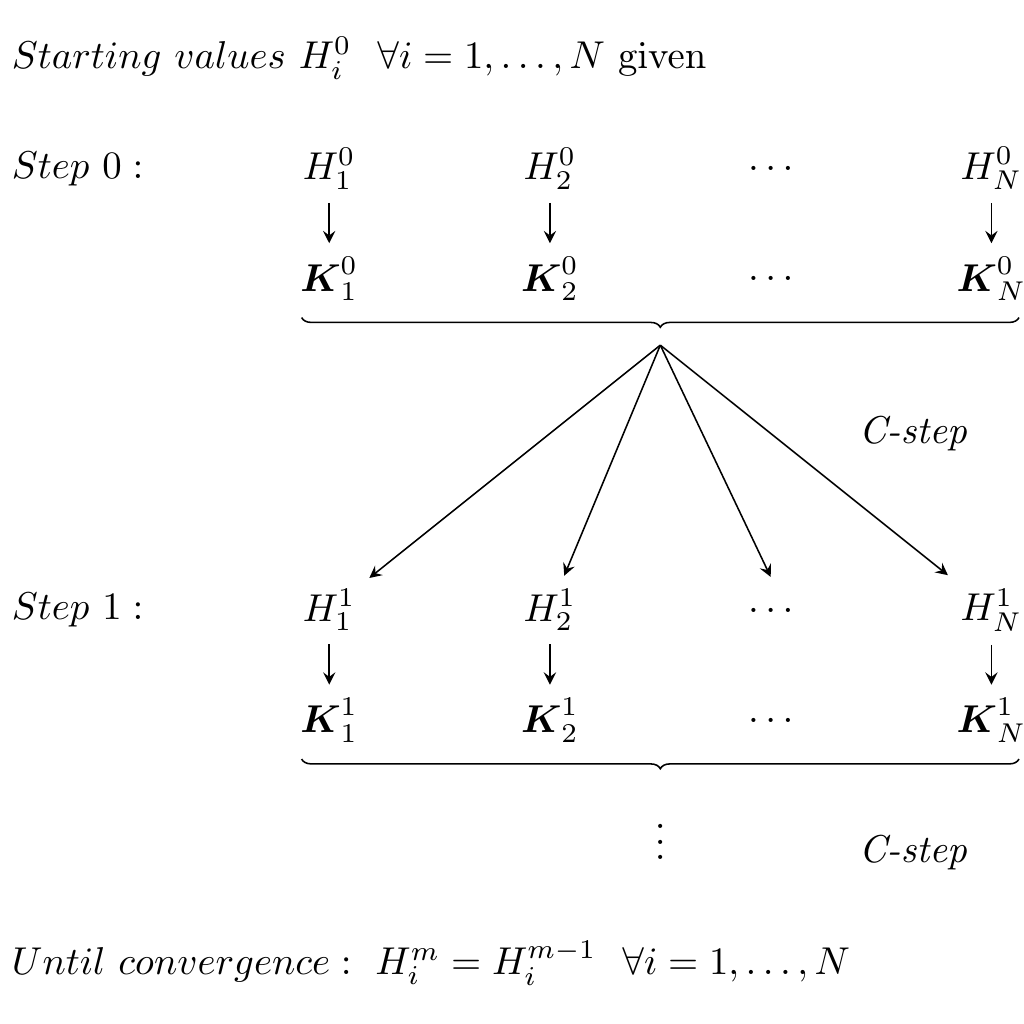 Starting values $H_i^0$ $\forall i = 1, \ldots, N$ given
Step 0 : $H_1^0$ $H_2^0$ $\cdots$ $H_N^0$
$\boldsymbol{K}_1^0$ $\boldsymbol{K}_2^0$ $\cdots$ $\boldsymbol{K}_N^0$
C-step
Step 1 : $H_1^1$ $H_2^1$ $\cdots$ $H_N^1$
$\boldsymbol{K}_1^1$ $\boldsymbol{K}_2^1$ $\cdots$ $\boldsymbol{K}_N^1$
$\vdots$ C-step
Until convergence : $H_i^m = H_i^{m-1}$ $\forall i = 1, \ldots, N$